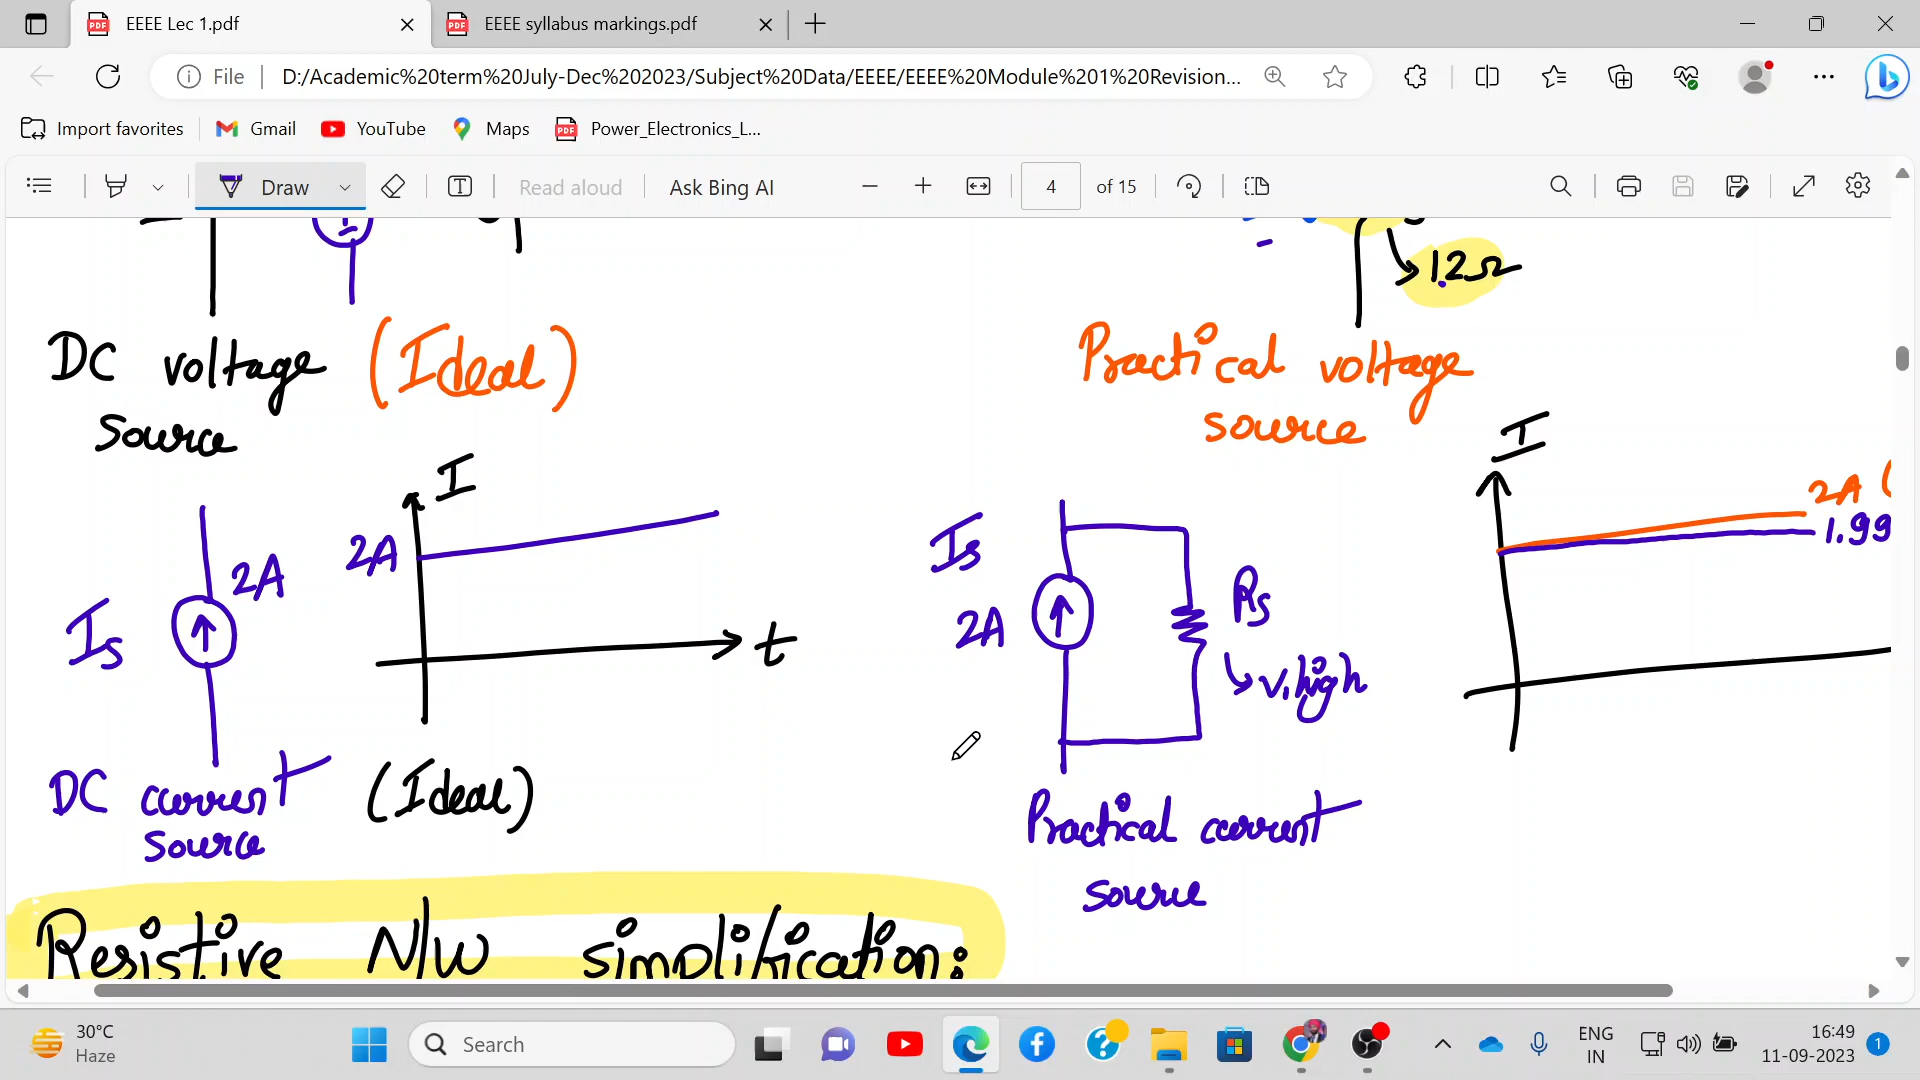 EEEE Lec 1.pdf
EEEE syllabus markings.pdf
File
D:/Academic%20term%20July-Dec%202023/Subject%20Data/EEEE/EEEE%20Module%201%20Revision...
Import favorites
Gmail
YouTube
Maps
Power_Electronics_L...
Draw
Read aloud
Ask Bing AI
4
of 15
1.2Ω
DC voltage (Ideal)
Source
Practical voltage
source
I
2A
t
Is
2A
DC current (Ideal)
source
Is
2A
Rs
v.high
Practical current
source
I
2A (
1.99
Resistive N/W simplification:
30°C
Haze
Search
ENG
IN
16:49
11-09-2023
1